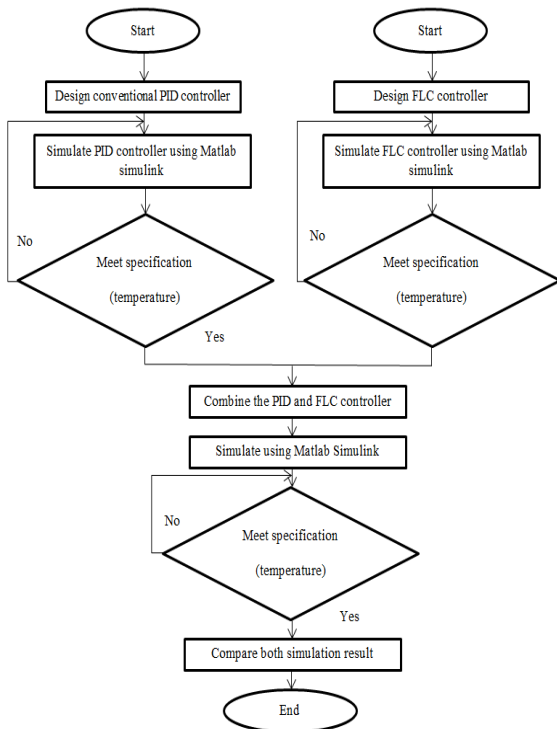 Start
Design conventional PID controller
Simulate PID controller using Matlab
simulink
No
Meet specification
(temperature)
Yes
Start
Design FLC controller
Simulate FLC controller using Matlab
simulink
No
Meet specification
(temperature)
Combine the PID and FLC controller
Simulate using Matlab Simulink
No
Meet specification
(temperature)
Yes
Compare both simulation result
End